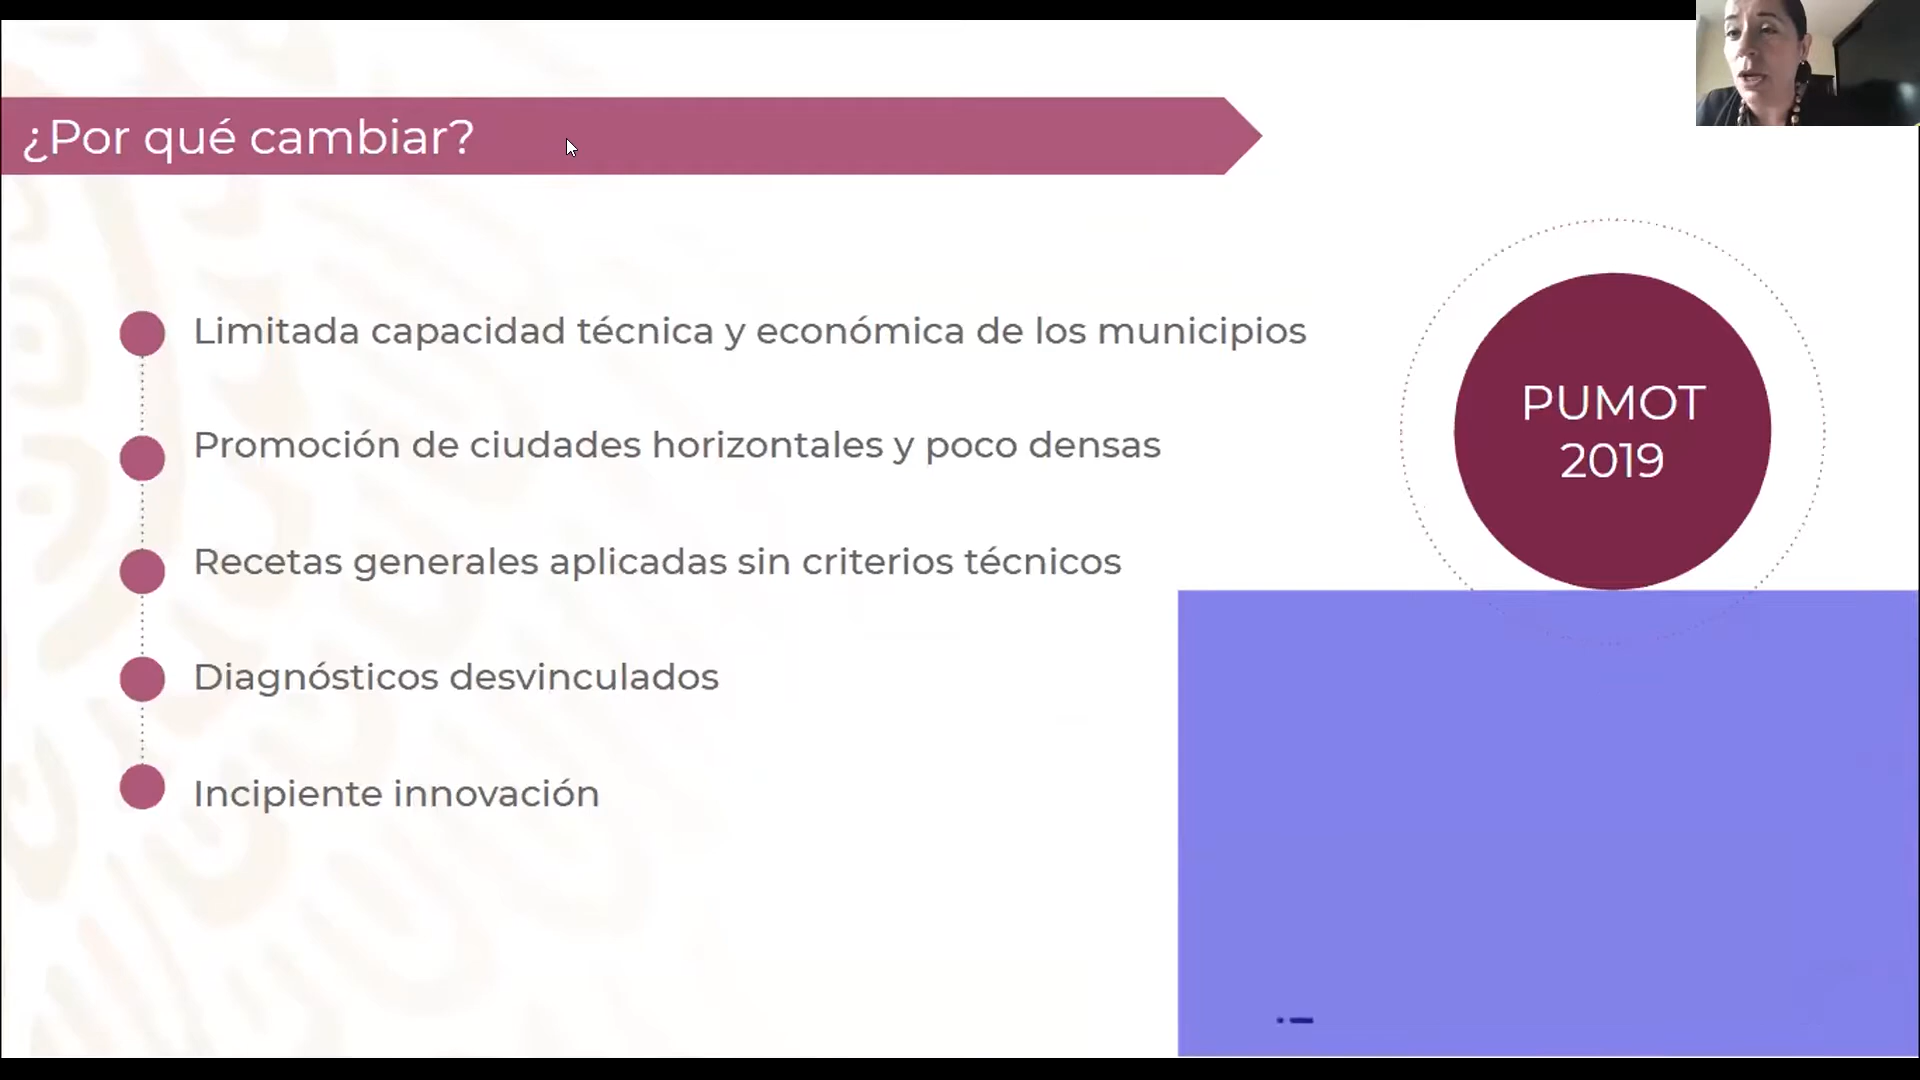 ¿Por qué cambiar?
Limitada capacidad técnica y económica de los municipios
Promoción de ciudades horizontales y poco densas
Recetas generales aplicadas sin criterios técnicos
Diagnósticos desvinculados
Incipiente innovación
PUMOT
2019